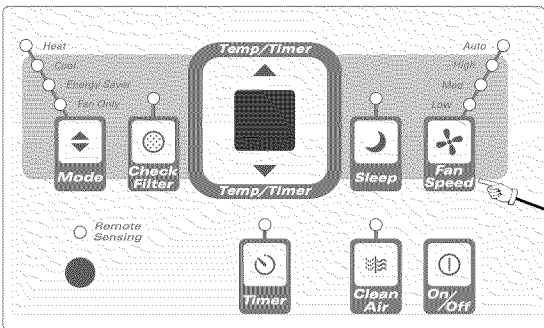 Temp/Timer
Heat
Cool
Energy Saver
Fan Only
Auto
High
Med
Low
Mode
Check
Filter
Temp/Timer
Sleep
Fan
Speed
Remote
Sensing
Timer
Clean
Air
On/
Off